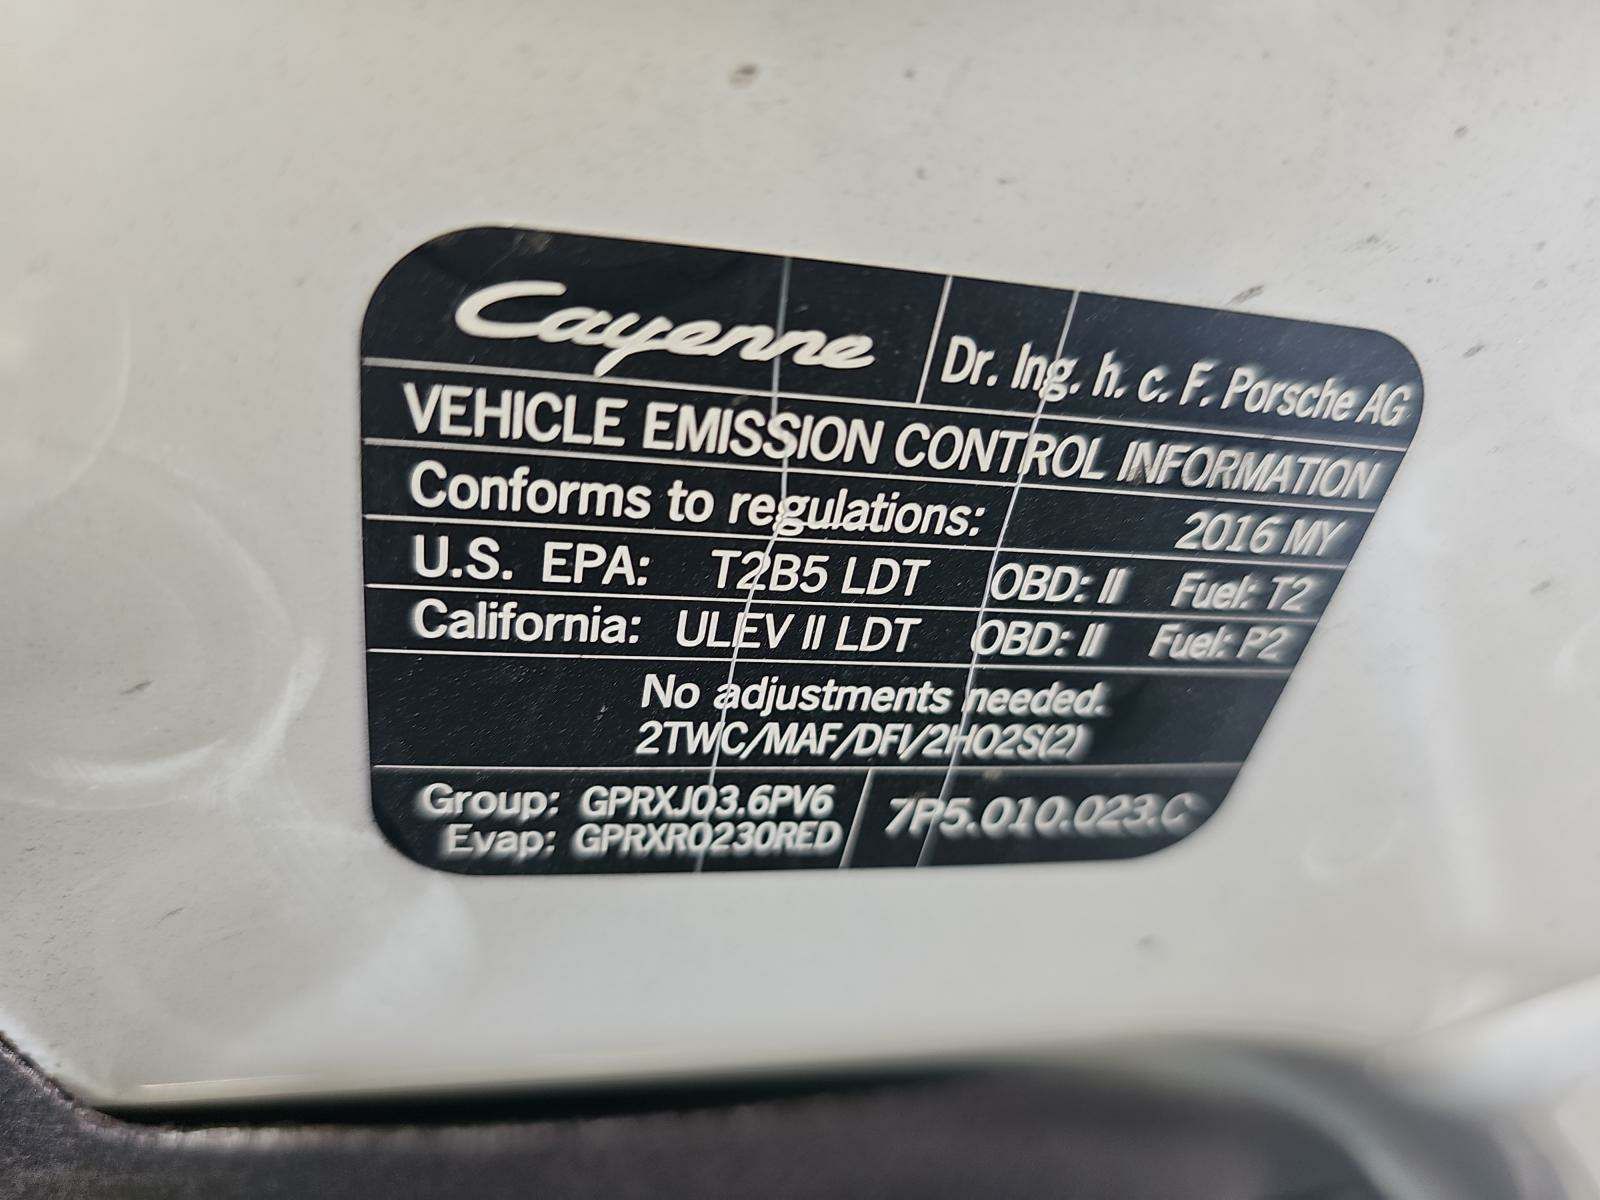 Cayenne
Dr. Ing. h. c. F. Porsche AG
VEHICLE EMISSION CONTROL INFORMATION
Conforms to regulations: 2016 MY
U.S. EPA: T2B5 LDT OBD: II Fuel: T2
California: ULEV II LDT OBD: II Fuel: P2
No adjustments needed.
2TWC/MAF/DFI/2HO2S(2)
Group: GPRXJ03.6PV6
Evap: GPRXR0230RED
7P5.010.023.C